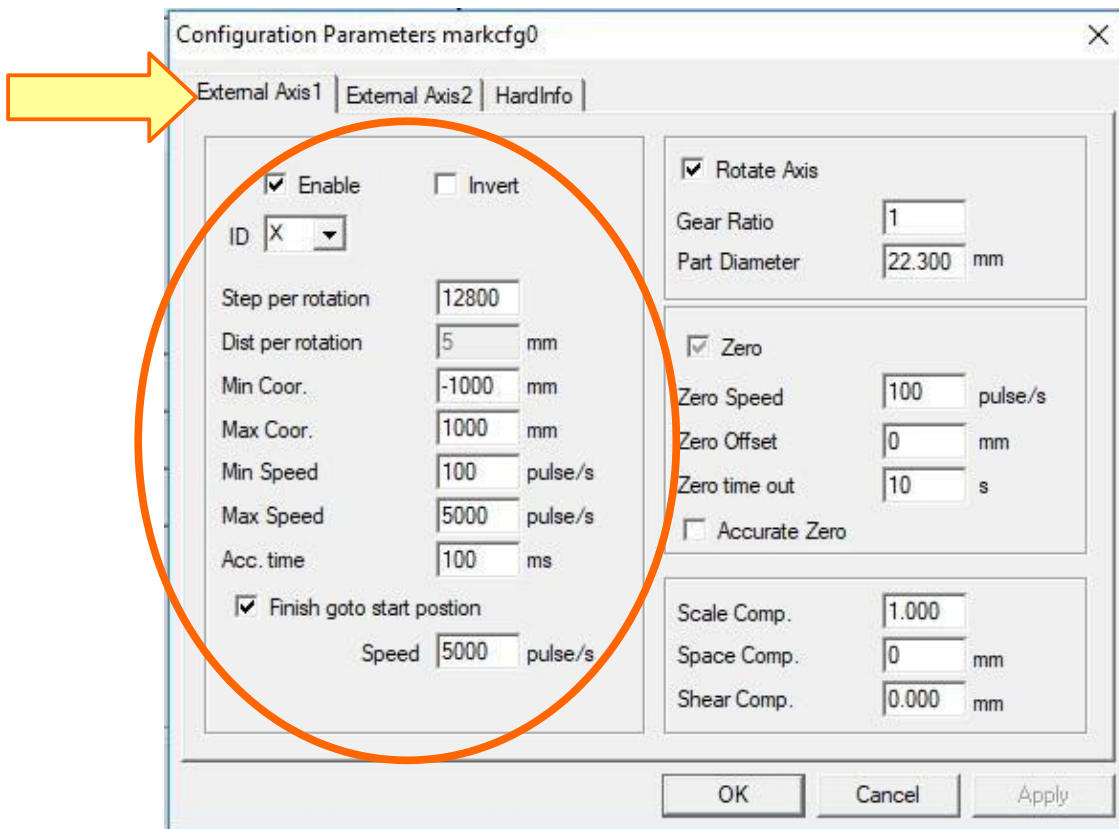 Configuration Parameters markcfg0
External Axis1 External Axis2 HardInfo
Enable Invert
ID X
Step per rotation 12800
Dist per rotation 5 mm
Min Coor. -1000 mm
Max Coor. 1000 mm
Min Speed 100 pulse/s
Max Speed 5000 pulse/s
Acc. time 100 ms
Finish goto start postion
Speed 5000 pulse/s
Rotate Axis
Gear Ratio 1
Part Diameter 22.300 mm
Zero
Zero Speed 100 pulse/s
Zero Offset 0 mm
Zero time out 10 s
Accurate Zero
Scale Comp. 1.000
Space Comp. 0 mm
Shear Comp. 0.000 mm
OK Cancel Apply